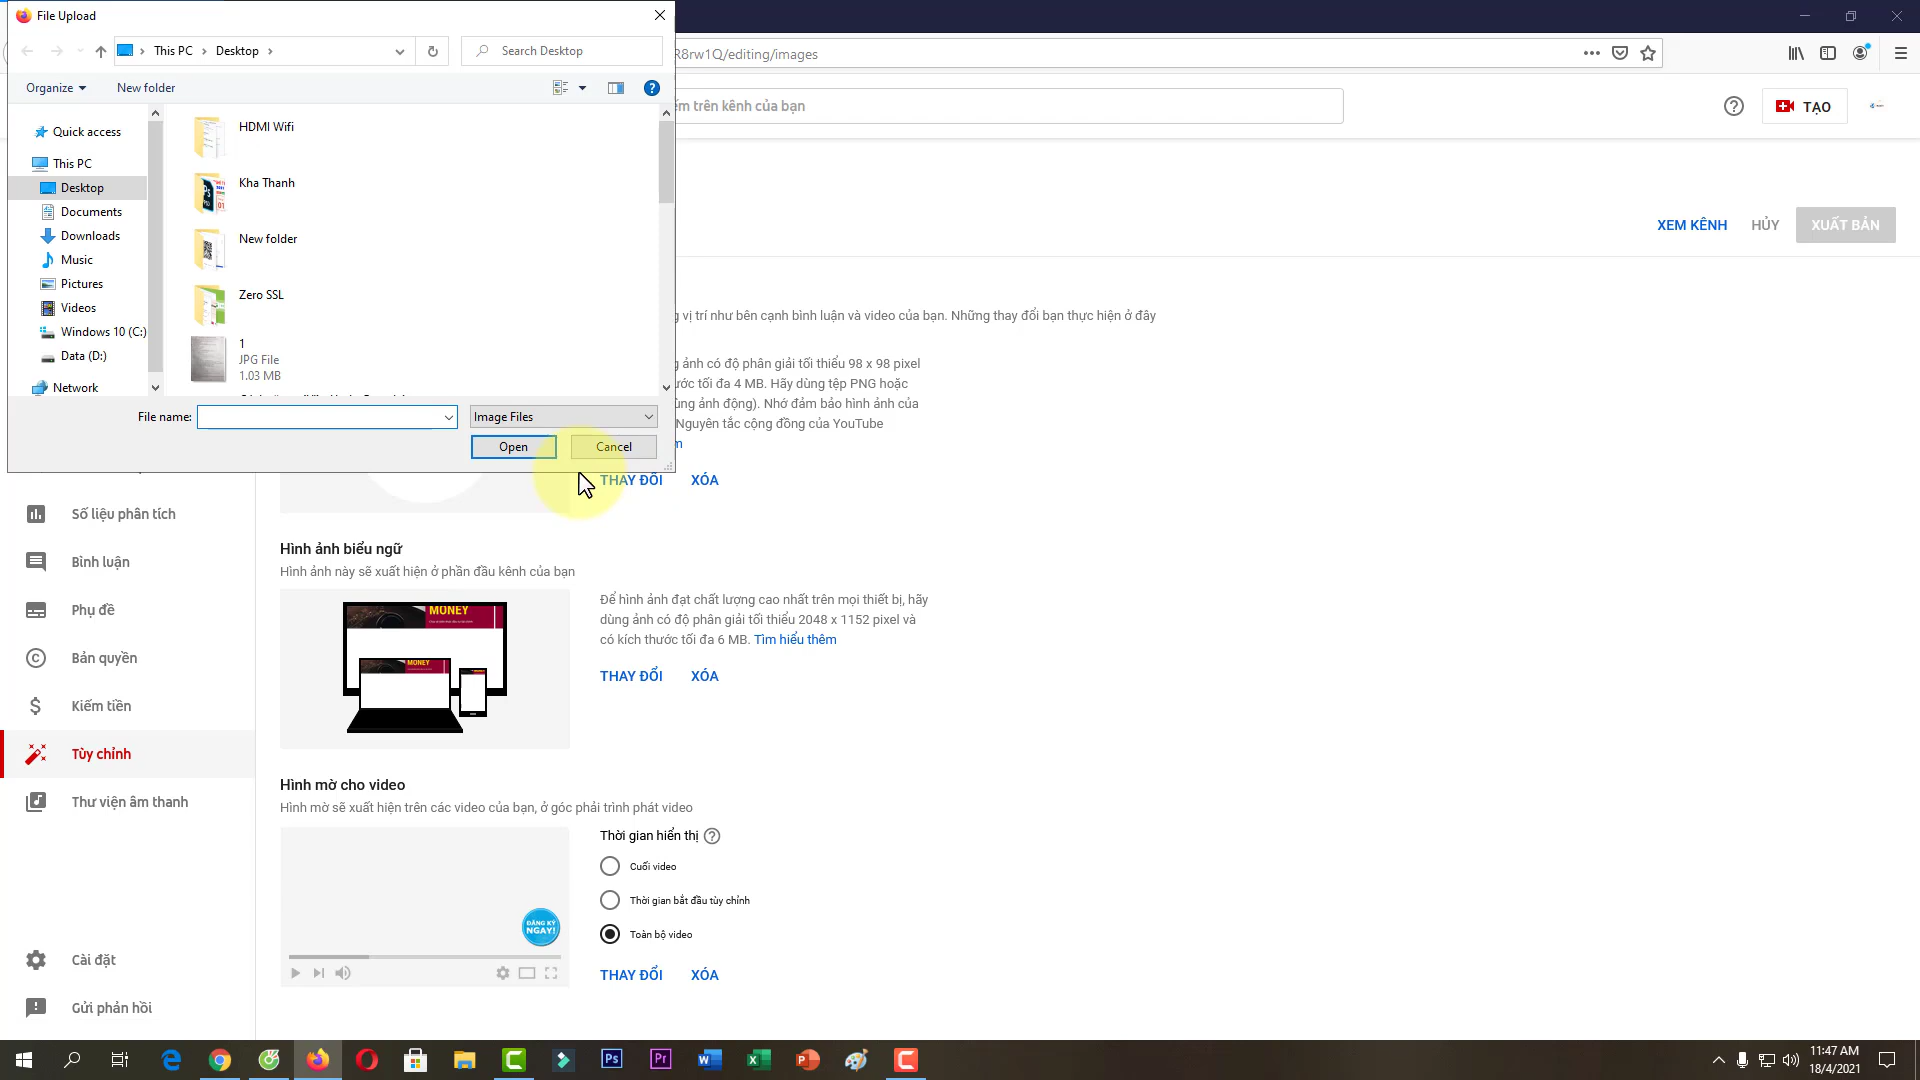 File Upload
This PC
Desktop
Search Desktop
R8rw1Q/editing/images
Organize
New folder
ếm trên kênh của bạn
TẠO
Quick access
This PC
Desktop
Documents
Downloads
Music
Pictures
Videos
Windows 10 (C:)
Data (D:)
Network
HDMI Wifi
Kha Thanh
New folder
Zero SSL
1
JPG File
1.03 MB
File name:
Image Files
Open
Cancel
XEM KÊNH
HỦY
XUẤT BẢN
g vị trí như bên cạnh bình luận và video của bạn. Những thay đổi bạn thực hiện ở đây
g ảnh có độ phân giải tối thiểu 98 x 98 pixel
ước tối đa 4 MB. Hãy dùng tệp PNG hoặc
ùng ảnh động). Nhớ đảm bảo hình ảnh của
Nguyên tắc cộng đồng của YouTube
m
THAY ĐỔI
XÓA
Số liệu phân tích
Bình luận
Phụ đề
Bản quyền
Kiếm tiền
Tùy chỉnh
Thư viện âm thanh
Cài đặt
Gửi phản hồi
Hình ảnh biểu ngữ
Hình ảnh này sẽ xuất hiện ở phần đầu kênh của bạn
MONEY
MONEY
Để hình ảnh đạt chất lượng cao nhất trên mọi thiết bị, hãy
dùng ảnh có độ phân giải tối thiểu 2048 x 1152 pixel và
có kích thước tối đa 6 MB. Tìm hiểu thêm
THAY ĐỔI
XÓA
Hình mờ cho video
Hình mờ sẽ xuất hiện trên các video của bạn, ở góc phải trình phát video
ĐĂNG KÝ
NGAY!
Thời gian hiển thị
Cuối video
Thời gian bắt đầu tùy chỉnh
Toàn bộ video
THAY ĐỔI
XÓA
Ps
Pr
11:47 AM
18/4/2021